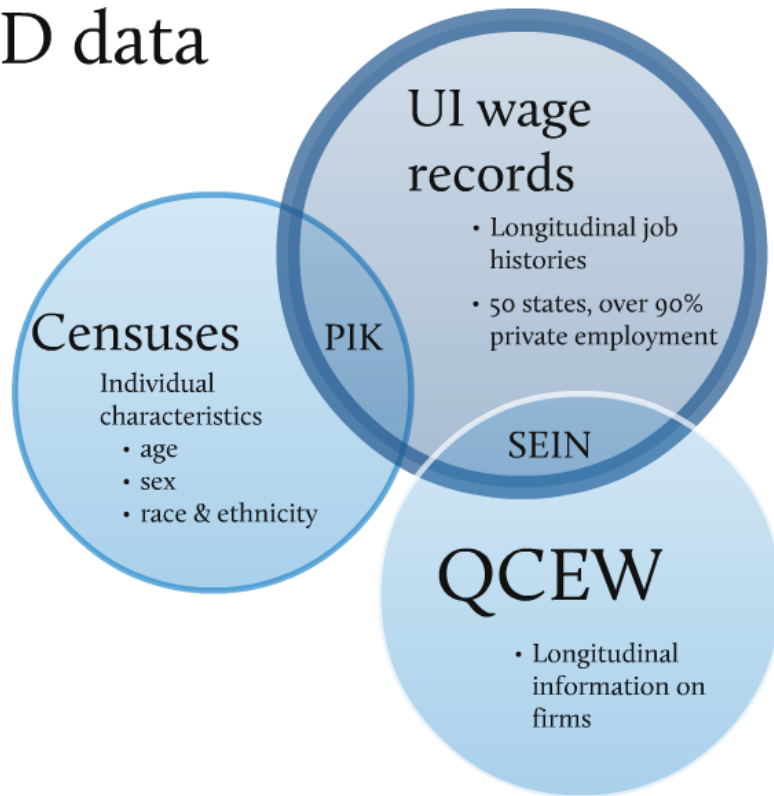 D data
UI wage
records
• Longitudinal job
histories
• 50 states, over 90%
private employment
Censuses
PIK
Individual
characteristics
• age
• sex
• race & ethnicity
SEIN
QCEW
• Longitudinal
information on
firms